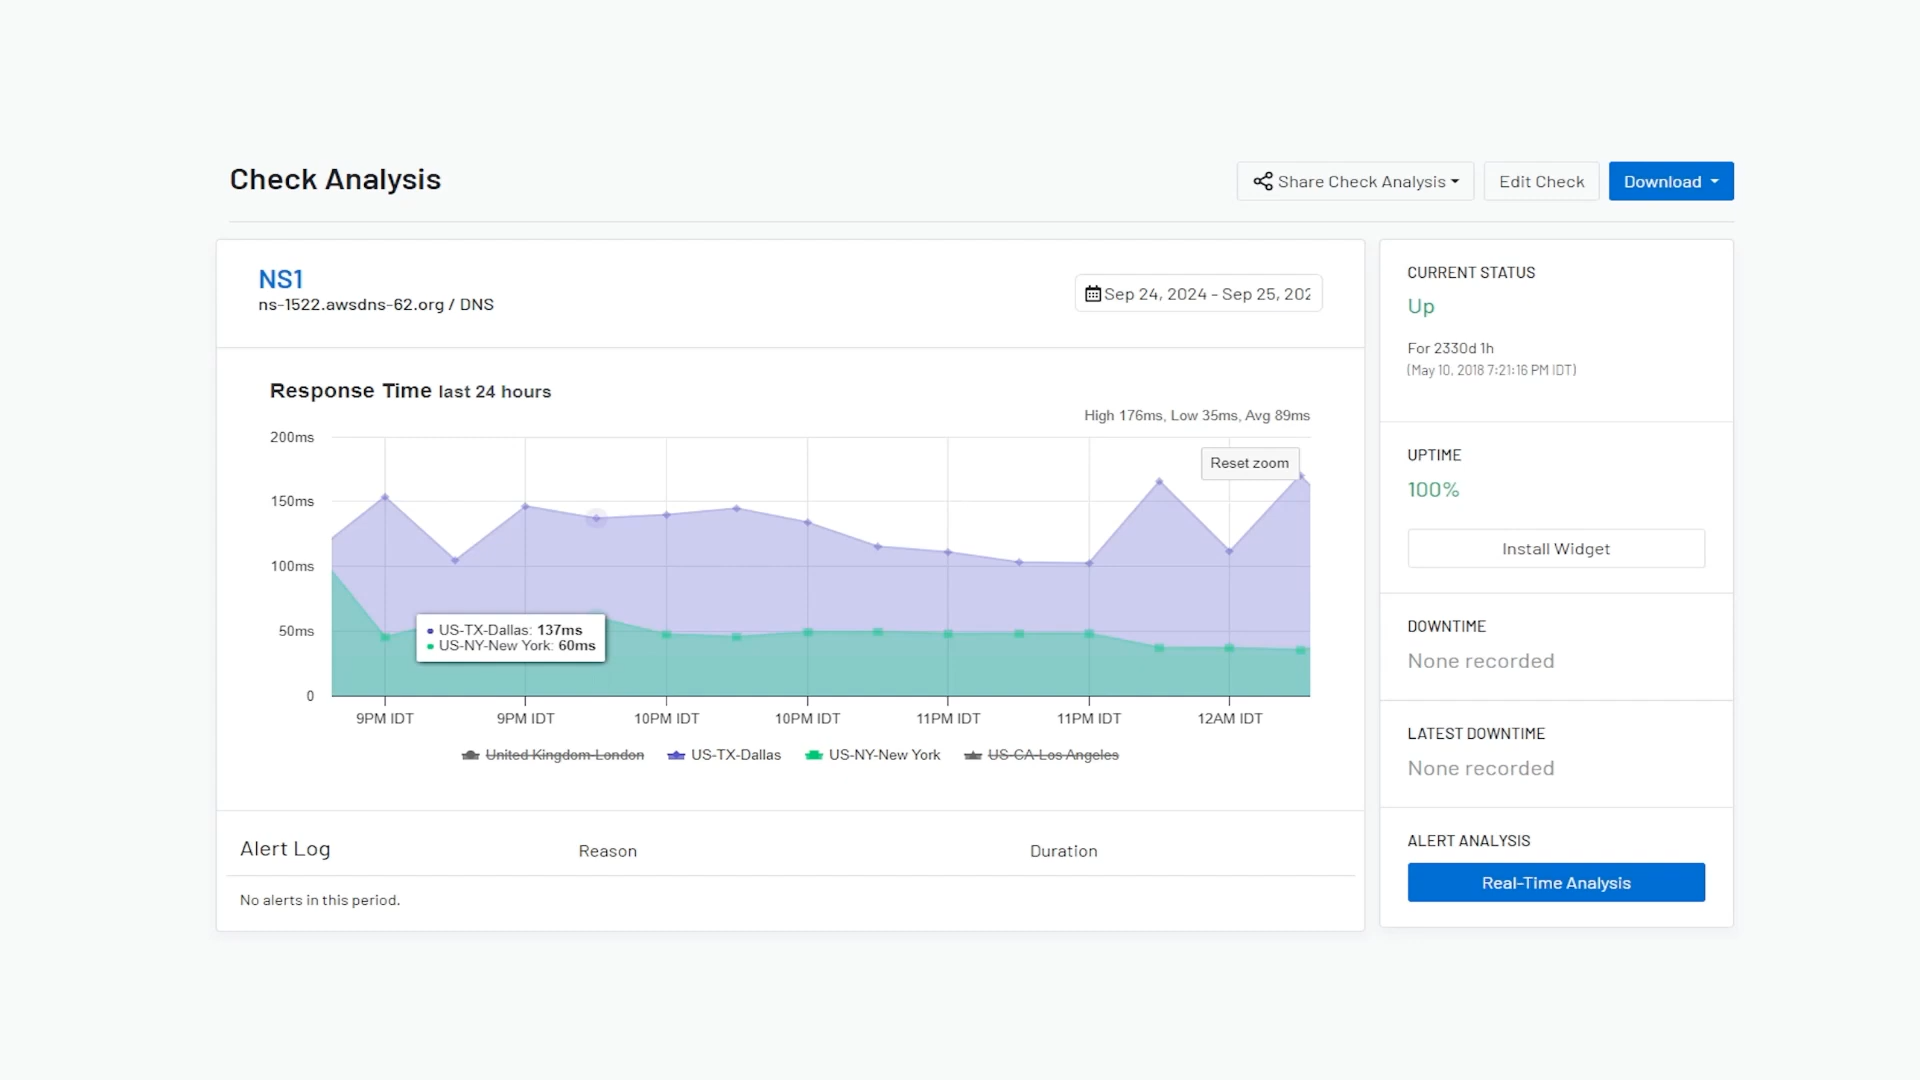 Check Analysis
Share Check Analysis
Edit Check
Download
NS1
ns-1522.awsdns-62.org / DNS
Sep 24, 2024 - Sep 25, 202
Response Time last 24 hours
High 176ms, Low 35ms, Avg 89ms
Reset zoom
200ms
150ms
100ms
50ms
0
US-TX-Dallas: 137ms
US-NY-New York: 60ms
9PM IDT
9PM IDT
10PM IDT
10PM IDT
11PM IDT
11PM IDT
12AM IDT
United Kingdom-London
US-TX-Dallas
US-NY-New York
US-CA-Los Angeles
Alert Log
Reason
Duration
No alerts in this period.
CURRENT STATUS
Up
For 2330d 1h
(May 10, 2018 7:21:16 PM IDT)
UPTIME
100%
Install Widget
DOWNTIME
None recorded
LATEST DOWNTIME
None recorded
ALERT ANALYSIS
Real-Time Analysis